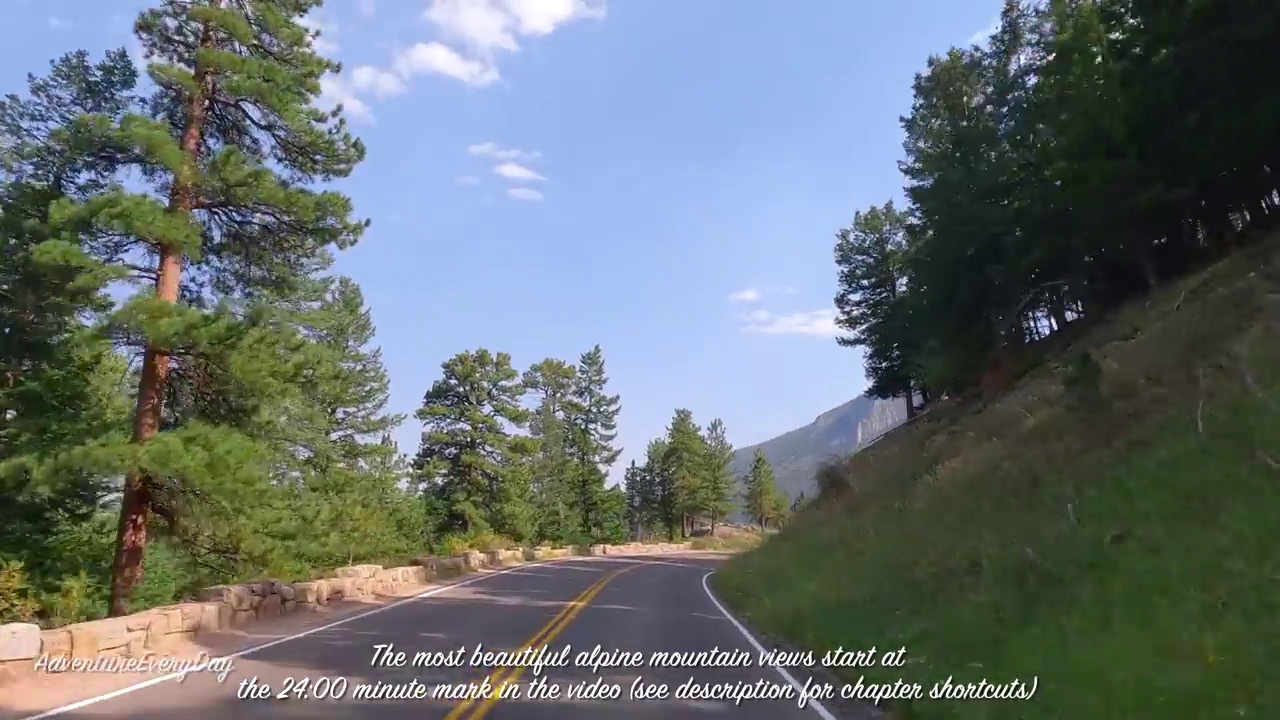 The most beautiful alpine mountain views start at
AdventureEveryDay
the 24:00 minute mark in the video (see description for chapter shortcuts)